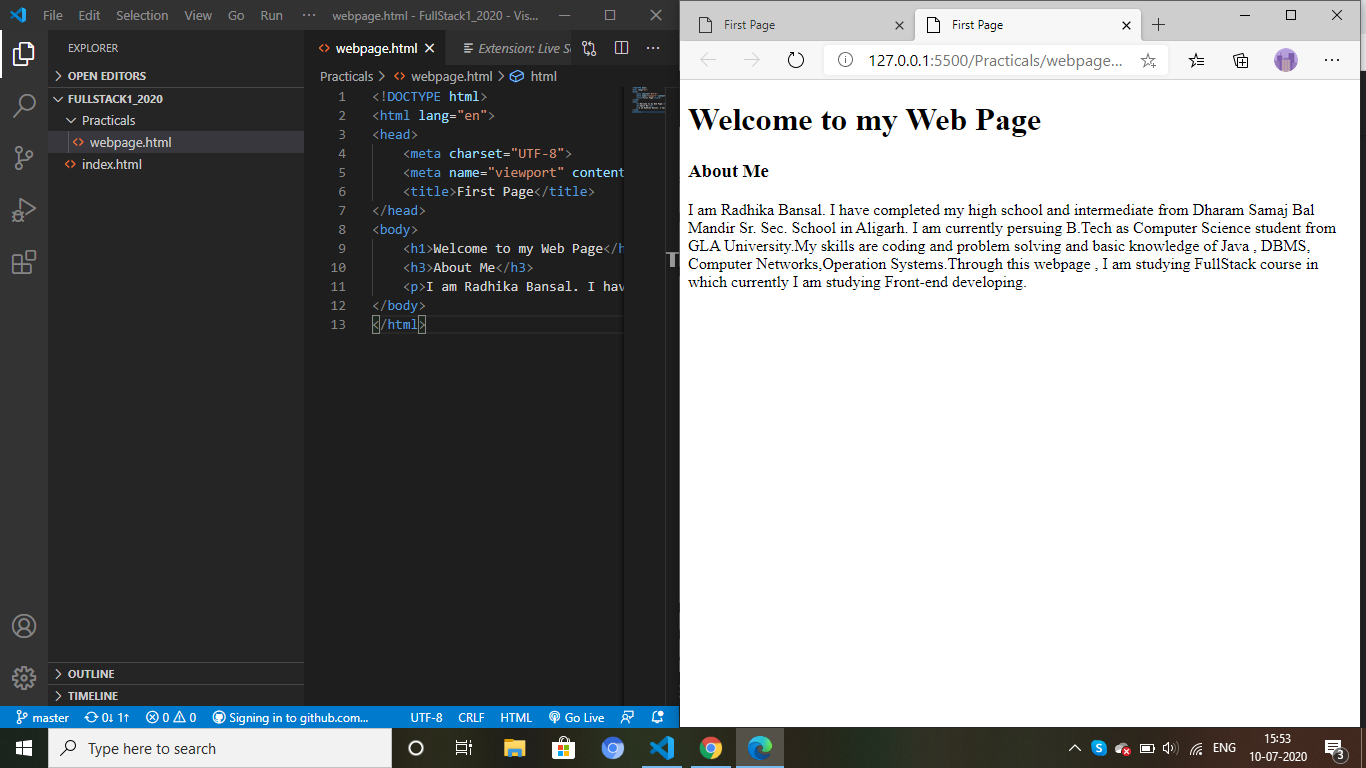 File Edit Selection View Go Run ··· webpage.html - FullStack1_2020 - Vis...
EXPLORER
OPEN EDITORS
FULLSTACK1_2020
Practicals
webpage.html
index.html
OUTLINE
TIMELINE
webpage.html Extension: Live
Practicals > webpage.html > html
1 <!DOCTYPE html>
2 <html lang="en">
3 <head>
4 <meta charset="UTF-8">
5 <meta name="viewport" content
6 <title>First Page</title>
7 </head>
8 <body>
9 <h1>Welcome to my Web Page</h
10 <h3>About Me</h3>
11 <p>I am Radhika Bansal. I hav
12 </body>
13 </html>
master 0↓ 1↑ 0 0 Signing in to github.com... UTF-8 CRLF HTML Go Live
First Page First Page
127.0.0.1:5500/Practicals/webpage...
Welcome to my Web Page
About Me
I am Radhika Bansal. I have completed my high school and intermediate from Dharam Samaj Bal
Mandir Sr. Sec. School in Aligarh. I am currently persuing B.Tech as Computer Science student from
GLA University.My skills are coding and problem solving and basic knowledge of Java , DBMS,
Computer Networks,Operation Systems.Through this webpage , I am studying FullStack course in
which currently I am studying Front-end developing.
Type here to search
ENG
15:53
10-07-2020
3